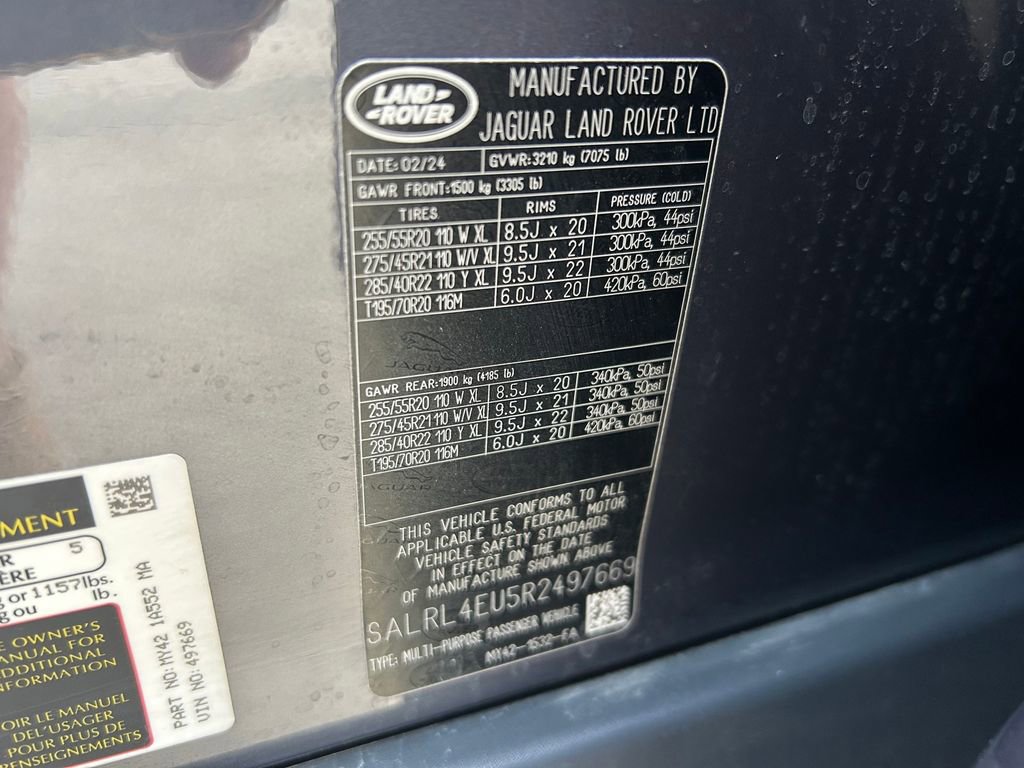 LAND ROVER
MANUFACTURED BY
JAGUAR LAND ROVER LTD
DATE: 02/24 GVWR: 3210 kg (7075 lb)
GAWR FRONT: 1500 kg (3305 lb)
TIRES RIMS PRESSURE (COLD)
255/55R20 110 W XL 8.5J x 20 300kPa, 44psi
275/45R21 110 W/V XL 9.5J x 21 300kPa, 44psi
285/40R22 110 Y XL 9.5J x 22 300kPa, 44psi
T195/70R20 116M 6.0J x 20 420kPa, 60psi
JAGUAR
GAWR REAR: 1900 kg (4185 lb)
255/55R20 110 W XL 8.5J x 20 340kPa, 50psi
275/45R21 110 W/V XL 9.5J x 21 340kPa, 50psi
285/40R22 110 Y XL 9.5J x 22 340kPa, 50psi
T195/70R20 116M 6.0J x 20 420kPa, 60psi
JAGUAR
THIS VEHICLE CONFORMS TO ALL
APPLICABLE U.S. FEDERAL MOTOR
VEHICLE SAFETY STANDARDS
IN EFFECT ON THE DATE
OF MANUFACTURE SHOWN ABOVE
SALRL4EU5R2497669
TYPE: MULTI-PURPOSE PASSENGER VEHICLE
MY42-1532-FA
EMENT
R 5
ÈRE
g or 1157lbs.
g ou lb.
E OWNER'S
MANUAL FOR
ADDITIONAL
INFORMATION
OIR LE MANUEL
DEL'USAGER
POUR PLUS DE
RENSEIGNEMENTS
PART NO: MY42 1A552 MA
VIN NO: 497669